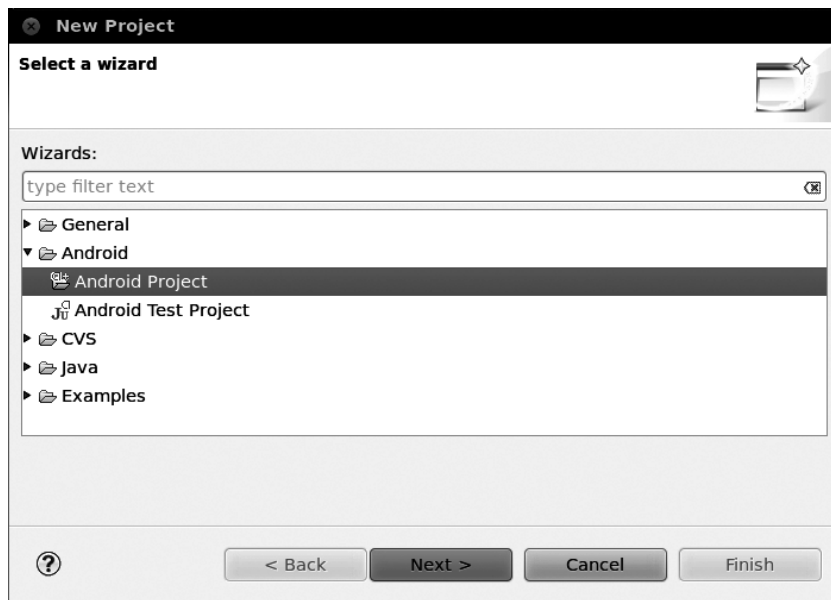 New Project
Select a wizard
Wizards:
type filter text
General
Android
Android Project
Android Test Project
CVS
Java
Examples
? < Back Next > Cancel Finish